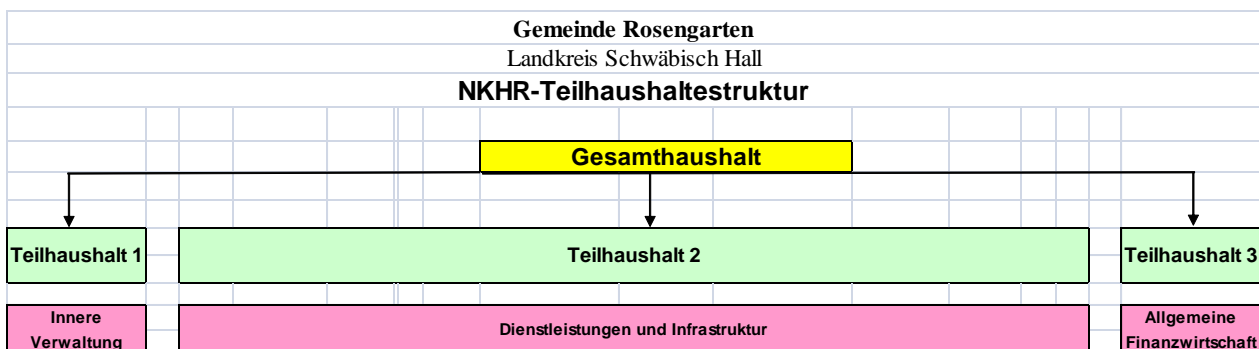 Gemeinde Rosengarten
Landkreis Schwäbisch Hall
NKHR-Teilhaushaltestruktur
Gesamthaushalt
Teilhaushalt 1
Teilhaushalt 2
Teilhaushalt 3
Innere
Verwaltung
Dienstleistungen und Infrastruktur
Allgemeine
Finanzwirtschaft